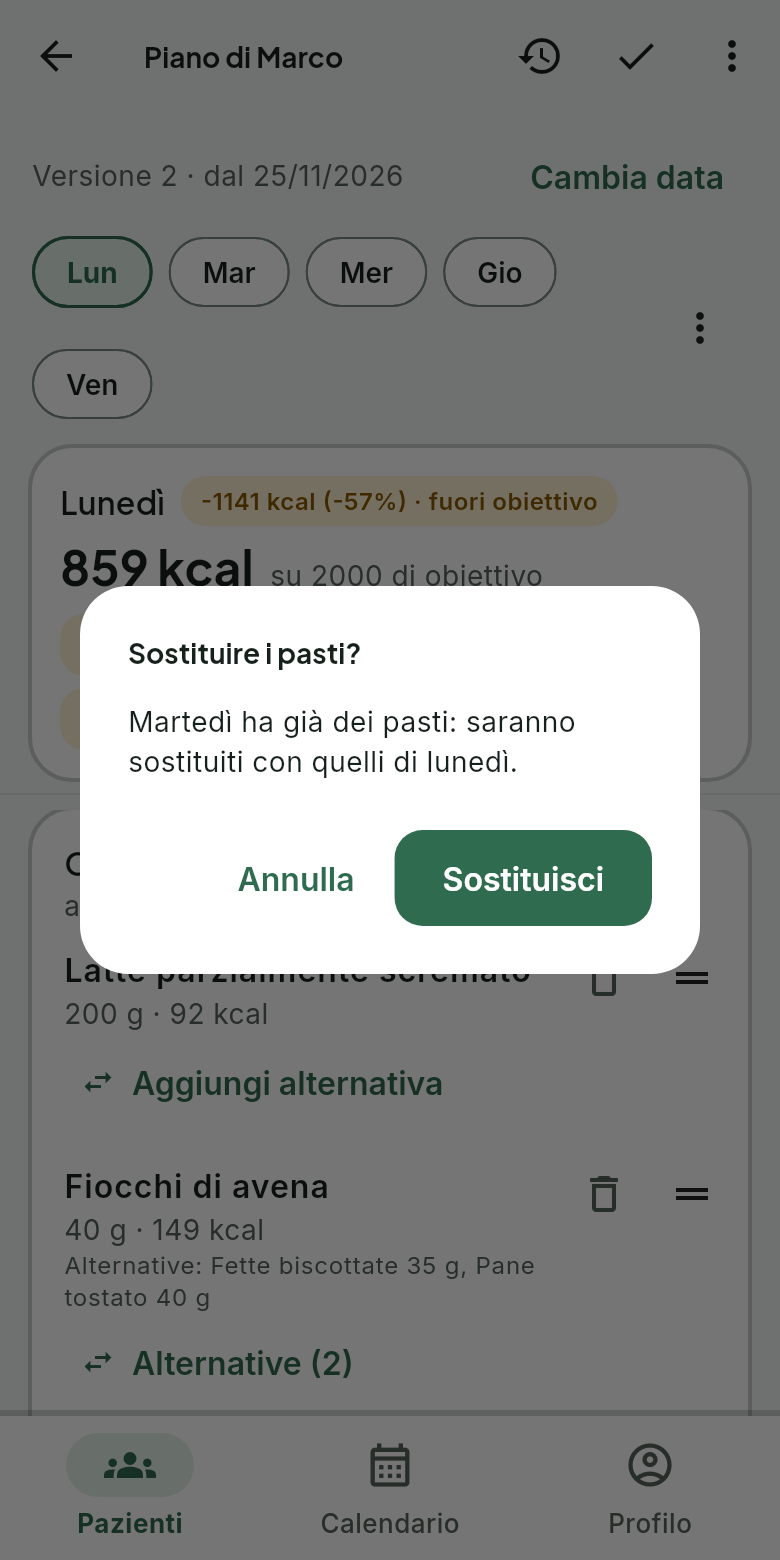 Piano di Marco
Versione 2 · dal 25/11/2026
Cambia data
Lun
Mar
Mer
Gio
Ven
Lunedì
-1141 kcal (-57%) · fuori obiettivo
859 kcal su 2000 di obiettivo
Sostituire i pasti?
Martedì ha già dei pasti: saranno
sostituiti con quelli di lunedì.
Annulla
Sostituisci
Latte parzialmente scremato
200 g · 92 kcal
Aggiungi alternativa
Fiocchi di avena
40 g · 149 kcal
Alternative: Fette biscottate 35 g, Pane
tostato 40 g
Alternative (2)
Pazienti
Calendario
Profilo